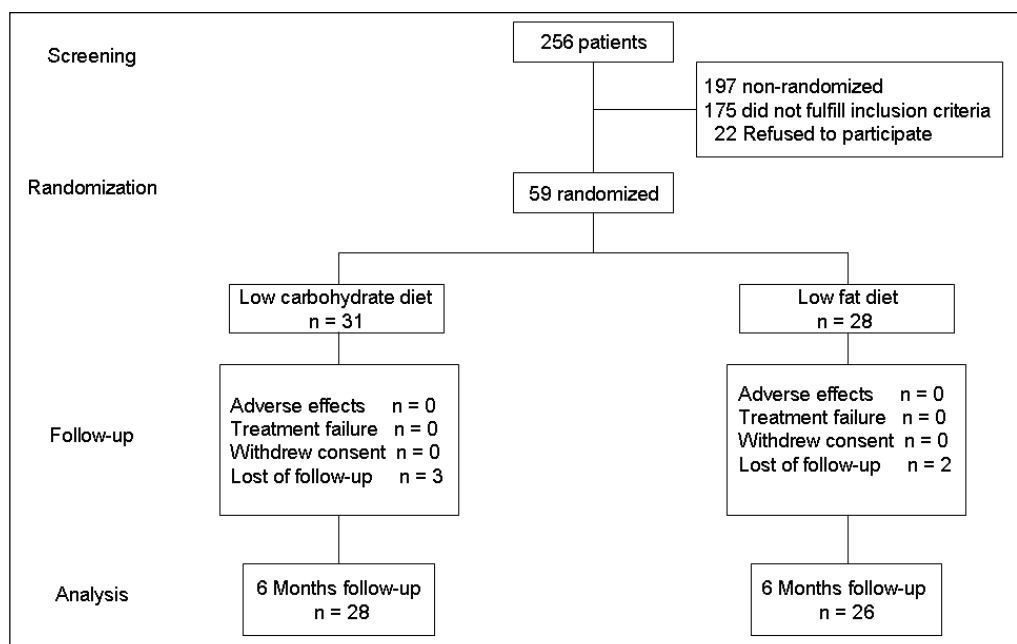 Screening
256 patients
197 non-randomized
175 did not fulfill inclusion criteria
22 Refused to participate
Randomization
59 randomized
Low carbohydrate diet
n = 31
Low fat diet
n = 28
Follow-up
Adverse effects n = 0
Treatment failure n = 0
Withdrew consent n = 0
Lost of follow-up n = 3
Adverse effects n = 0
Treatment failure n = 0
Withdrew consent n = 0
Lost of follow-up n = 2
Analysis
6 Months follow-up
n = 28
6 Months follow-up
n = 26